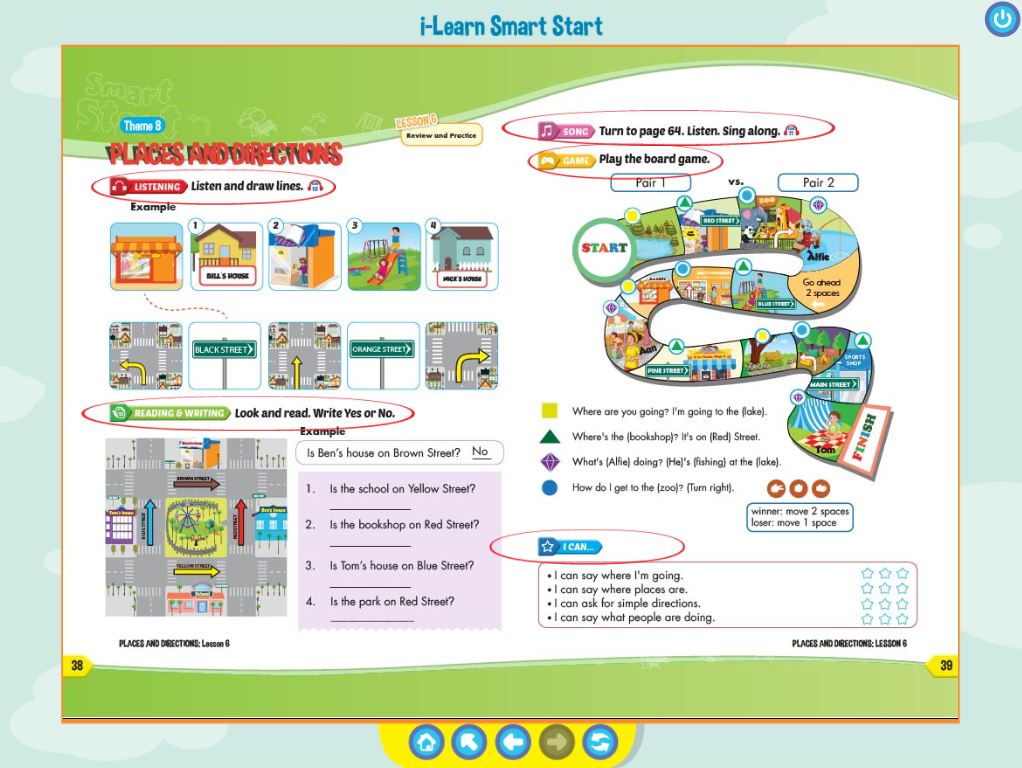 i-Learn Smart Start
Smart
Start
Theme 8
PLACES AND DIRECTIONS
LESSON 6
Review and Practice
LISTENING Listen and draw lines. 10
Example
1
2
3
4
BILL'S HOUSE
NICK'S HOUSE
BLACK STREET
ORANGE STREET
READING & WRITING Look and read. Write Yes or No.
Example
Is Ben's house on Brown Street? No
1. Is the school on Yellow Street?
2. Is the bookshop on Red Street?
3. Is Tom's house on Blue Street?
4. Is the park on Red Street?
Bookshop
BROWN STREET
Tom's house
BLUE STREET
RED STREET
Ben's house
YELLOW STREET
School
PLACES AND DIRECTIONS: Lesson 6
38
SONG Turn to page 64. Listen. Sing along. 11
GAME Play the board game.
Pair 1 vs. Pair 2
START
RED STREET
ZOO
Alfie
Go ahead
2 spaces
BLUE STREET
BAKERY
Ann
PINE STREET
SPORTS
SHOP
MAIN STREET
Tom
FINISH
Where are you going? I'm going to the (lake).
Where's the (bookshop)? It's on (Red) Street.
What's (Alfie) doing? (He)'s (fishing) at the (lake).
How do I get to the (zoo)? (Turn right).
winner: move 2 spaces
loser: move 1 space
I CAN...
• I can say where I'm going.
• I can say where places are.
• I can ask for simple directions.
• I can say what people are doing.
PLACES AND DIRECTIONS: LESSON 6
39